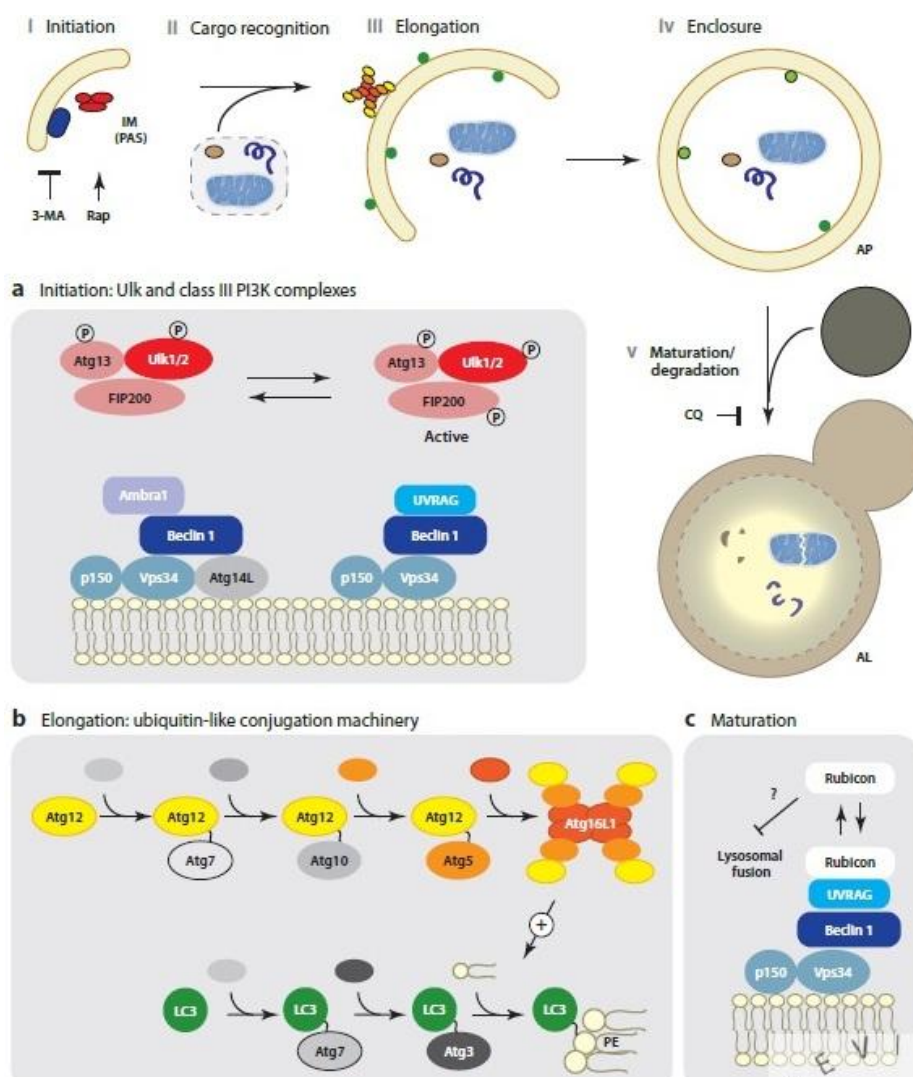 I Initiation
II Cargo recognition
III Elongation
Iv Enclosure
IM
(PAS)
3-MA
Rap
AP
a Initiation: Ulk and class III PI3K complexes
P
P
Atg13
Ulk1/2
FIP200
P
P
Atg13
Ulk1/2
FIP200
P
Active
Ambra1
Beclin 1
p150
Vps34
Atg14L
UVRAG
Beclin 1
p150
Vps34
V Maturation/
degradation
CQ
AL
b Elongation: ubiquitin-like conjugation machinery
Atg12
Atg12
Atg7
Atg12
Atg10
Atg12
Atg5
Atg16L1
+
LC3
LC3
Atg7
LC3
Atg3
LC3
PE
c Maturation
Rubicon
?
Lysosomal
fusion
Rubicon
UVRAG
Beclin 1
p150
Vps34
E V I